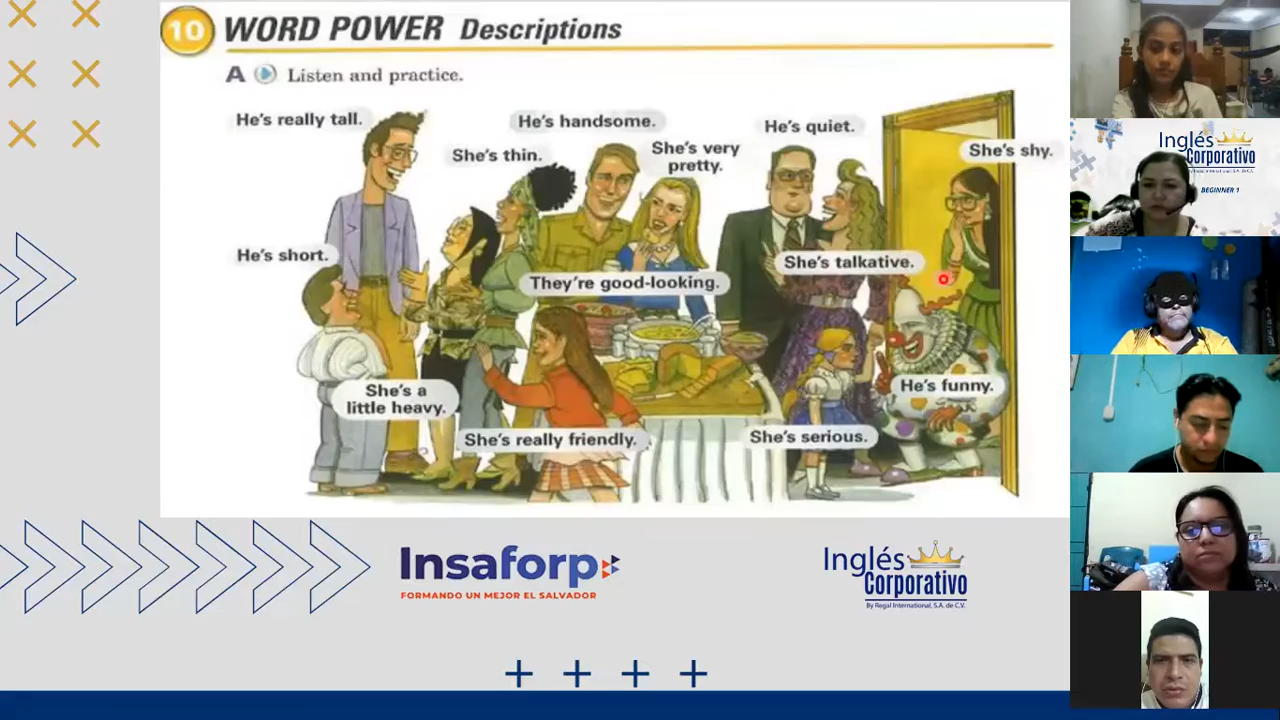 10 WORD POWER Descriptions
A Listen and practice.
He's really tall.
He's handsome.
He's quiet.
She's thin.
She's very
pretty.
She's shy.
He's short.
They're good-looking.
She's talkative.
She's a
little heavy.
She's really friendly.
She's serious.
He's funny.
Insaforp
FORMANDO UN MEJOR EL SALVADOR
Inglés
Corporativo
By Regal International, S.A. de C.V.
Inglés
Corporativo
BEGINNER 1